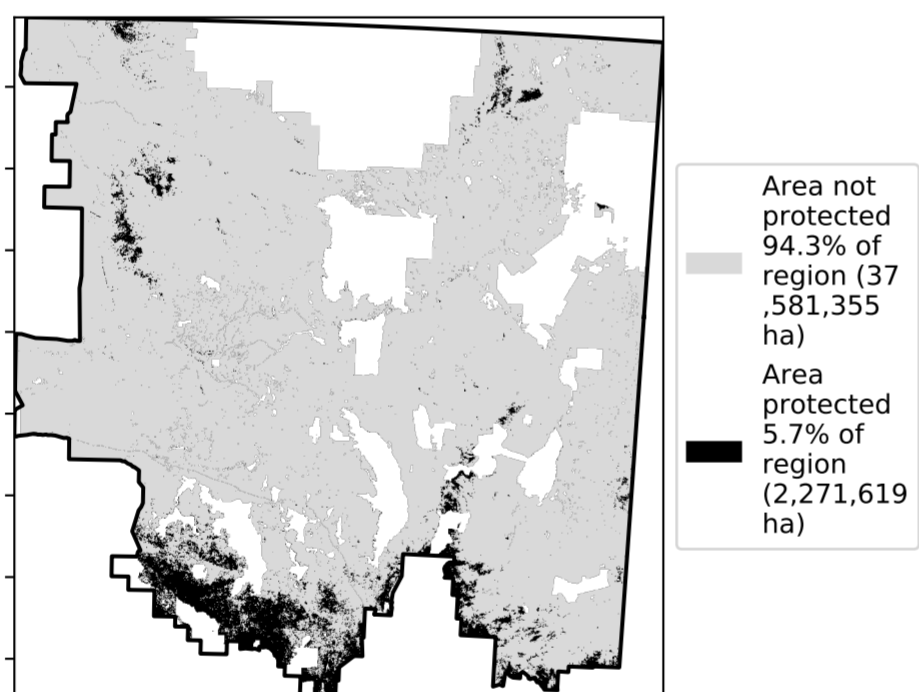 Area not
protected
94.3% of
region (37
,581,355
ha)
Area
protected
5.7% of
region
(2,271,619
ha)